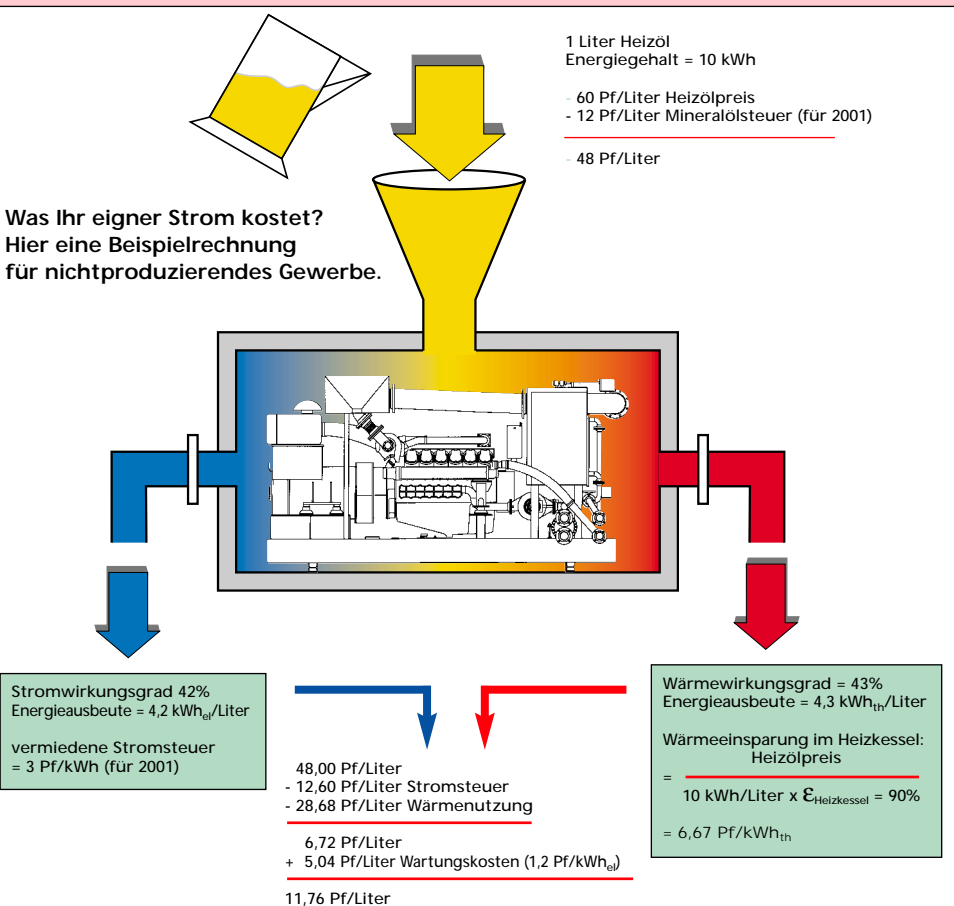 1 Liter Heizöl
Energiegehalt = 10 kWh
- 60 Pf/Liter Heizölpreis
- 12 Pf/Liter Mineralölsteuer (für 2001)
- 48 Pf/Liter
Was Ihr eigner Strom kostet?
Hier eine Beispielrechnung
für nichtproduzierendes Gewerbe.
Stromwirkungsgrad 42%
Energieausbeute = 4,2 kWhel/Liter
vermiedene Stromsteuer
= 3 Pf/kWh (für 2001)
48,00 Pf/Liter
- 12,60 Pf/Liter Stromsteuer
- 28,68 Pf/Liter Wärmenutzung
6,72 Pf/Liter
+ 5,04 Pf/Liter Wartungskosten (1,2 Pf/kWhel)
11,76 Pf/Liter
Wärmewirkungsgrad = 43%
Energieausbeute = 4,3 kWhth/Liter
Wärmeeinsparung im Heizkessel:
Heizölpreis
=
10 kWh/Liter x εHeizkessel = 90%
= 6,67 Pf/kWhth